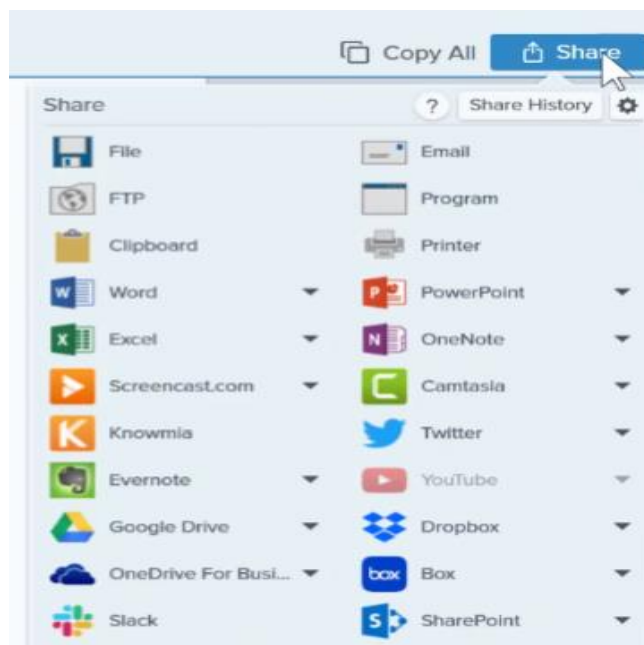 Copy All Share
Share ? Share History
File Email
FTP Program
Clipboard Printer
Word PowerPoint
Excel OneNote
Screencast.com Camtasia
Knowmia Twitter
Evernote YouTube
Google Drive Dropbox
OneDrive For Busi... box Box
Slack SharePoint